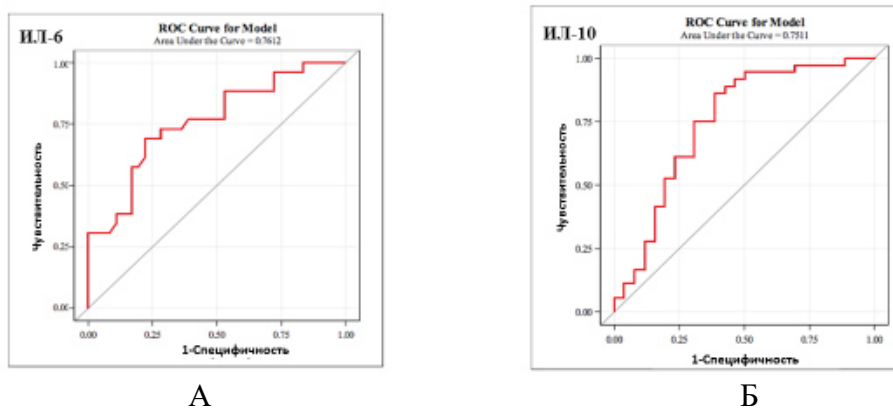 ИЛ-6
ROC Curve for Model
Area Under the Curve = 0.7612
Чувствительность
1.00
0.75
0.50
0.25
0.00
0.00 0.25 0.50 0.75 1.00
1-Специфичность
А
ИЛ-10
ROC Curve for Model
Area Under the Curve = 0.7511
Чувствительность
1.00
0.75
0.50
0.25
0.00
0.00 0.25 0.50 0.75 1.00
1-Специфичность
Б